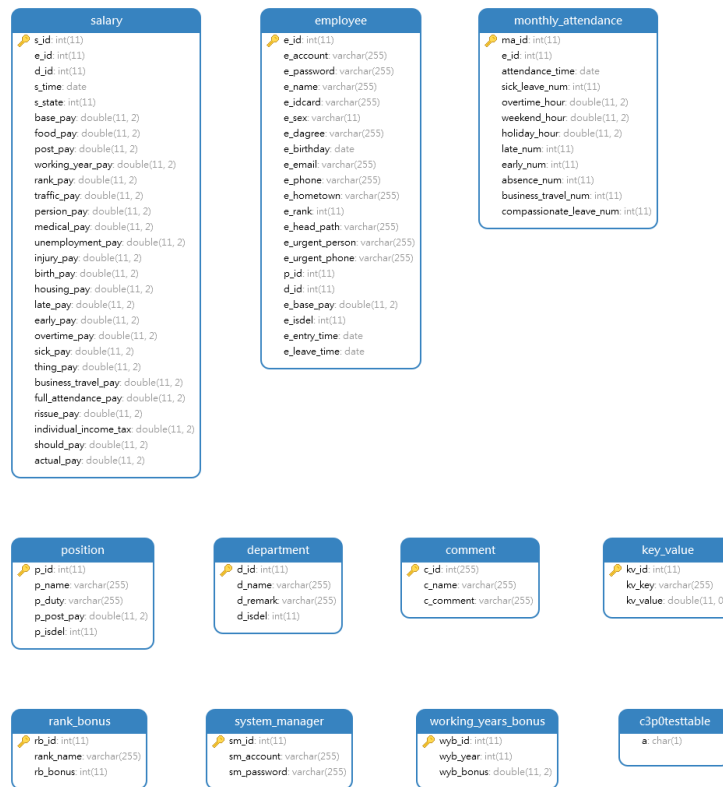 salary
s_id: int(11)
e_id: int(11)
d_id: int(11)
s_time: date
s_state: int(11)
base_pay: double(11, 2)
food_pay: double(11, 2)
post_pay: double(11, 2)
working_year_pay: double(11, 2)
rank_pay: double(11, 2)
traffic_pay: double(11, 2)
persion_pay: double(11, 2)
medical_pay: double(11, 2)
unemployment_pay: double(11, 2)
injury_pay: double(11, 2)
birth_pay: double(11, 2)
housing_pay: double(11, 2)
late_pay: double(11, 2)
early_pay: double(11, 2)
overtime_pay: double(11, 2)
sick_pay: double(11, 2)
thing_pay: double(11, 2)
business_travel_pay: double(11, 2)
full_attendance_pay: double(11, 2)
rissue_pay: double(11, 2)
individual_income_tax: double(11, 2)
should_pay: double(11, 2)
actual_pay: double(11, 2)
employee
e_id: int(11)
e_account: varchar(255)
e_password: varchar(255)
e_name: varchar(255)
e_idcard: varchar(255)
e_sex: varchar(11)
e_dagree: varchar(255)
e_birthday: date
e_email: varchar(255)
e_phone: varchar(255)
e_hometown: varchar(255)
e_rank: int(11)
e_head_path: varchar(255)
e_urgent_person: varchar(255)
e_urgent_phone: varchar(255)
p_id: int(11)
d_id: int(11)
e_base_pay: double(11, 2)
e_isdel: int(11)
e_entry_time: date
e_leave_time: date
monthly_attendance
ma_id: int(11)
e_id: int(11)
attendance_time: date
sick_leave_num: int(11)
overtime_hour: double(11, 2)
weekend_hour: double(11, 2)
holiday_hour: double(11, 2)
late_num: int(11)
early_num: int(11)
absence_num: int(11)
business_travel_num: int(11)
compassionate_leave_num: int(11)
position
p_id: int(11)
p_name: varchar(255)
p_duty: varchar(255)
p_post_pay: double(11, 2)
p_isdel: int(11)
department
d_id: int(11)
d_name: varchar(255)
d_remark: varchar(255)
d_isdel: int(11)
comment
c_id: int(255)
c_name: varchar(255)
c_comment: varchar(255)
key_value
kv_id: int(11)
kv_key: varchar(255)
kv_value: double(11, 0
rank_bonus
rb_id: int(11)
rank_name: varchar(255)
rb_bonus: int(11)
system_manager
sm_id: int(11)
sm_account: varchar(255)
sm_password: varchar(255)
working_years_bonus
wyb_id: int(11)
wyb_year: int(11)
wyb_bonus: double(11, 2)
c3p0testtable
a: char(1)